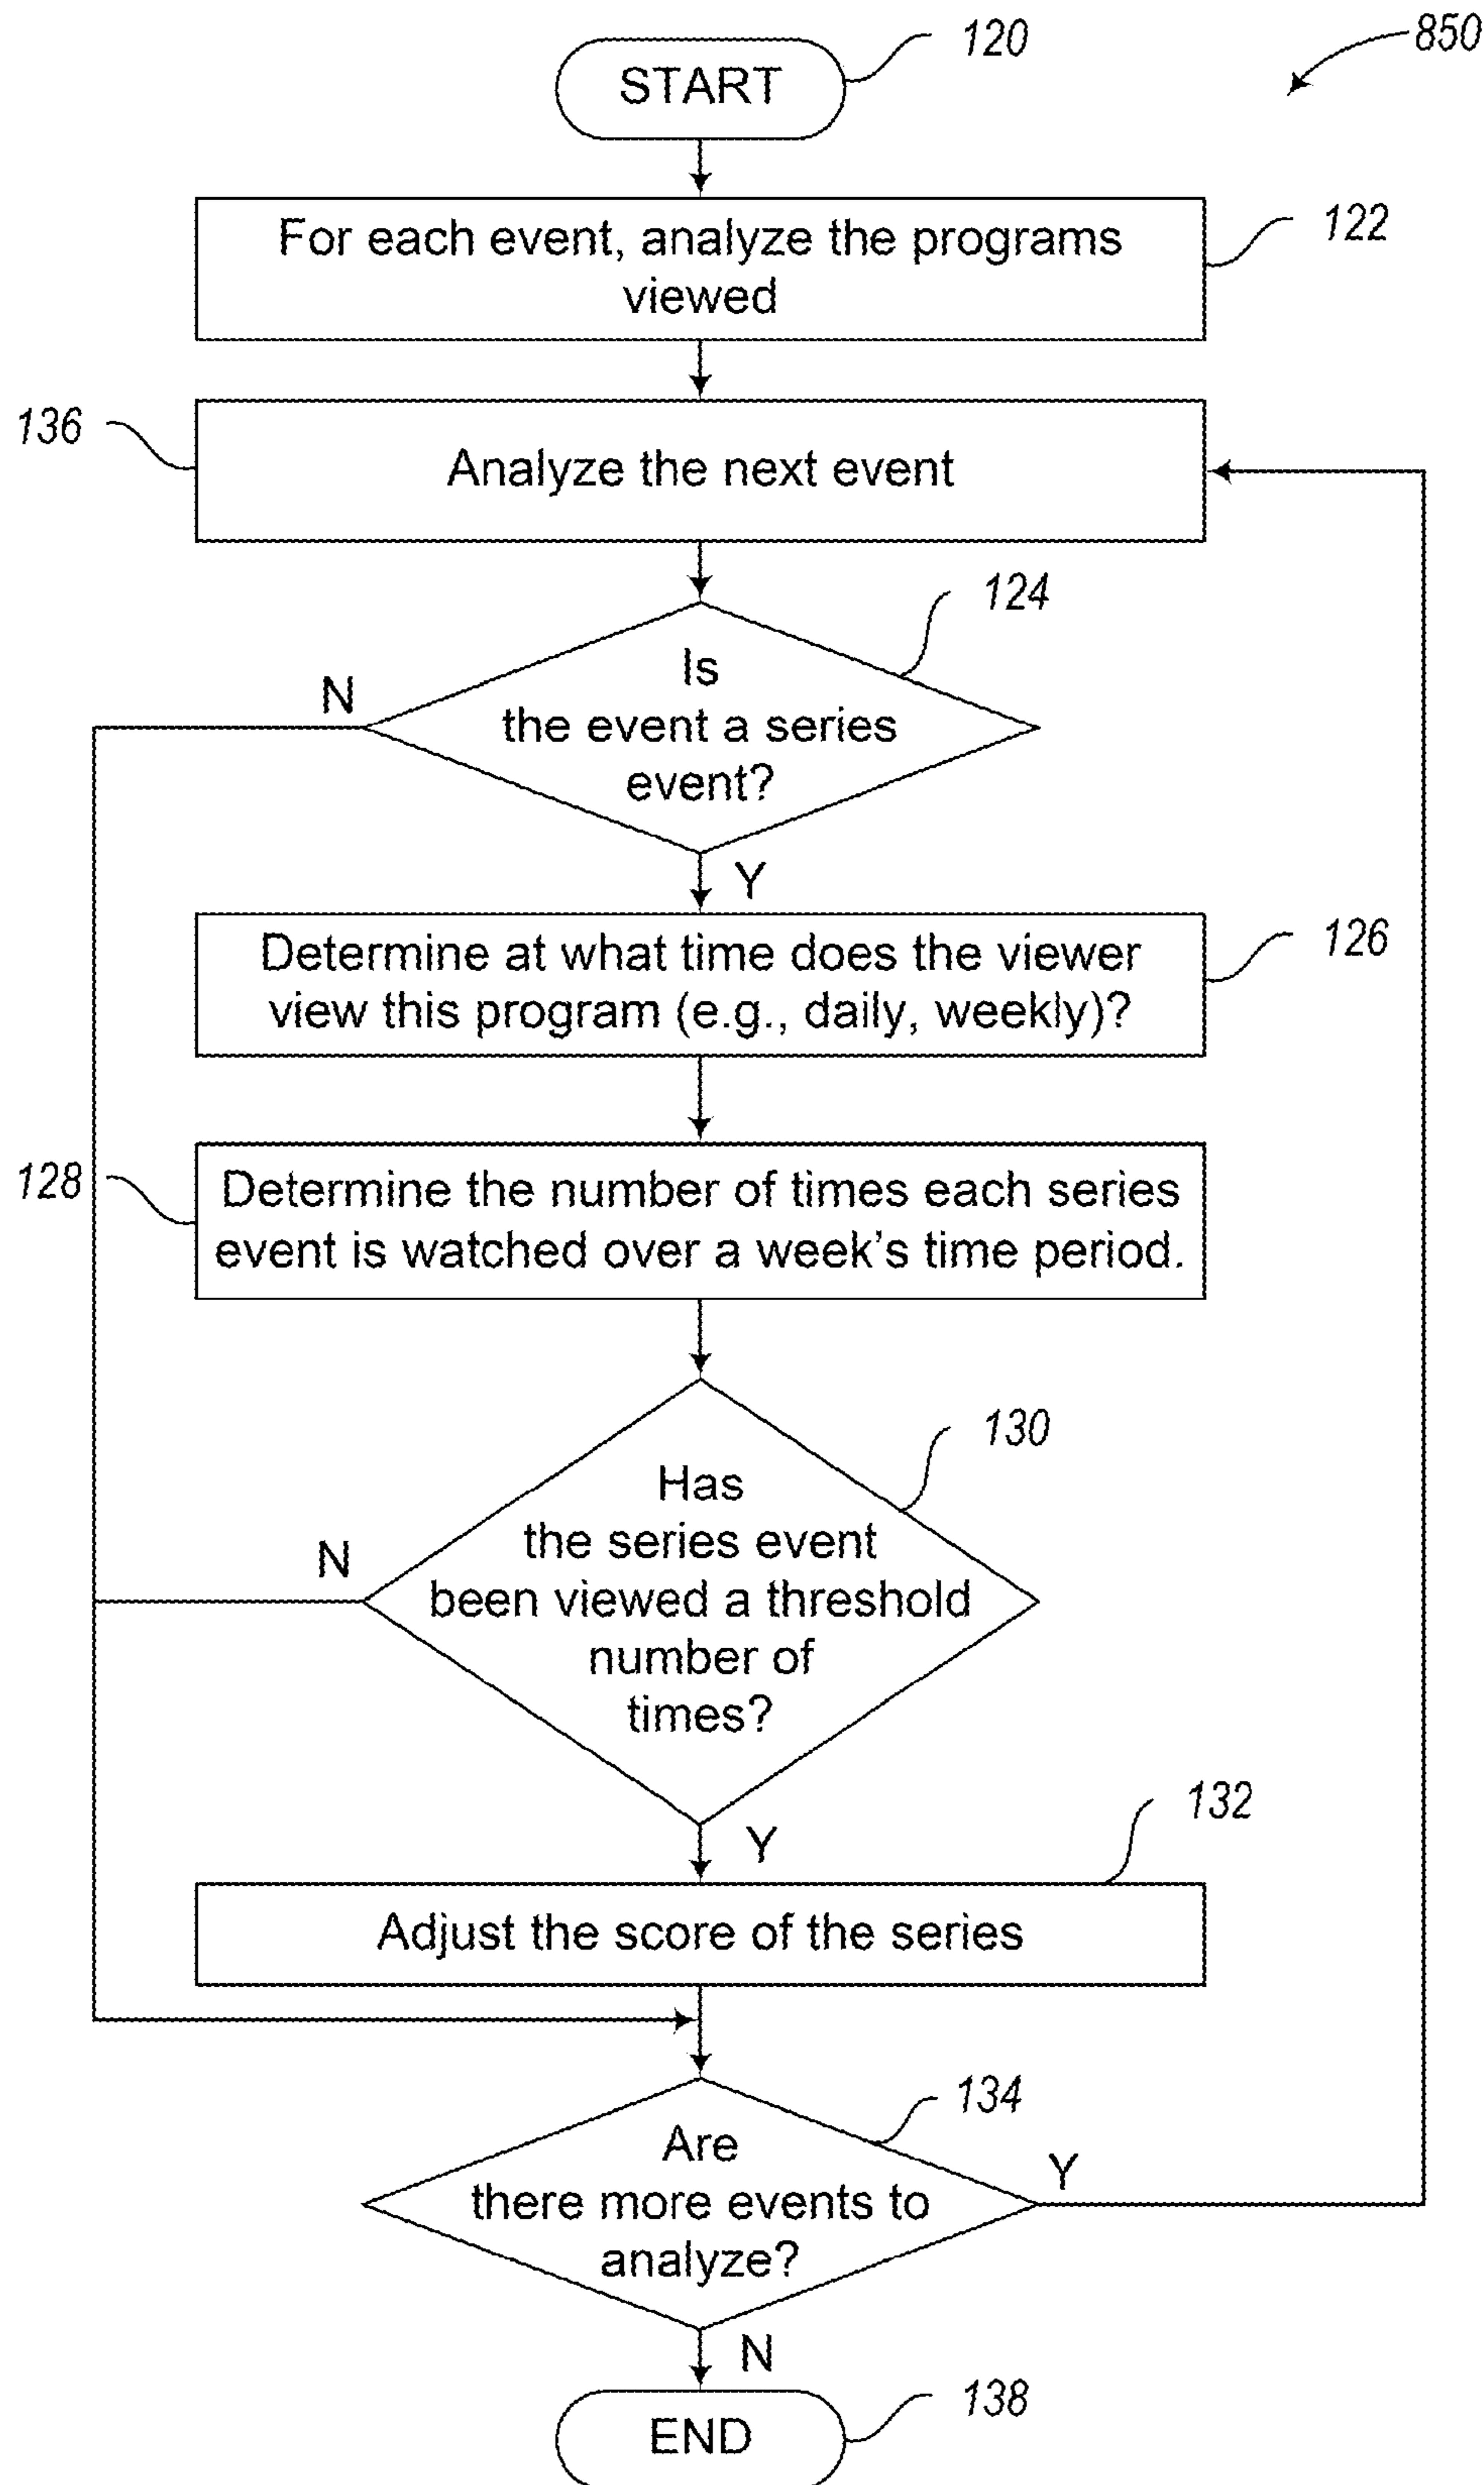 850
START
120
For each event, analyze the programs
viewed
122
136
Analyze the next event
124
Is
the event a series
event?
N
Y
Determine at what time does the viewer
view this program (e.g., daily, weekly)?
126
128
Determine the number of times each series
event is watched over a week's time period.
130
Has
the series event
been viewed a threshold
number of
times?
N
Y
132
Adjust the score of the series
134
Are
there more events to
analyze?
Y
N
END
138